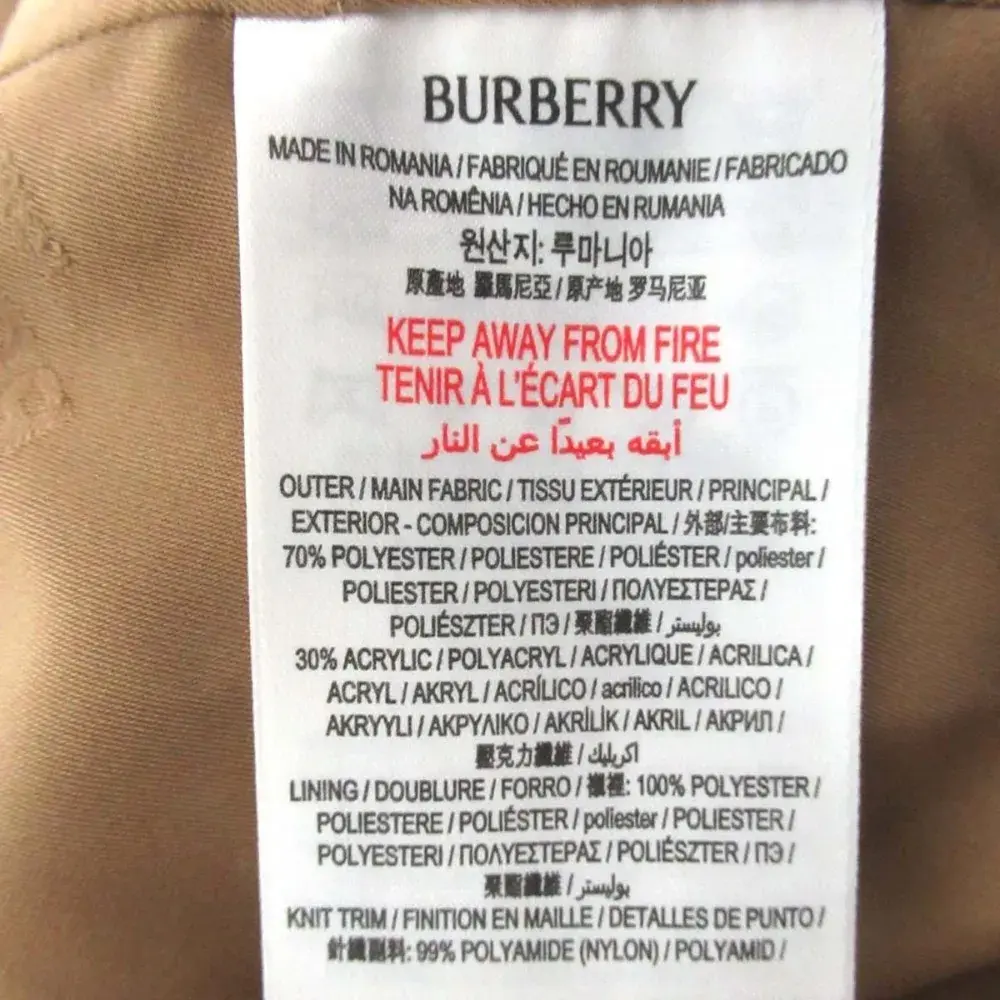 BURBERRY
MADE IN ROMANIA / FABRIQUÉ EN ROUMANIE / FABRICADO
NA ROMÊNIA / HECHO EN RUMANIA
원산지: 루마니아
原產地 羅馬尼亞 / 原产地 罗马尼亚
KEEP AWAY FROM FIRE
TENIR À L'ÉCART DU FEU
أبقه بعيدًا عن النار
OUTER / MAIN FABRIC / TISSU EXTÉRIEUR / PRINCIPAL /
EXTERIOR - COMPOSICION PRINCIPAL / 外部/主要布料:
70% POLYESTER / POLIESTERE / POLIÉSTER / poliester /
POLIESTER / POLYESTERI / ΠΟΛΥΕΣΤΕΡΑΣ /
POLIÉSZTER / ПЭ / 聚酯纖維 / بوليستر
30% ACRYLIC / POLYACRYL / ACRYLIQUE / ACRILICA /
ACRYL / AKRYL / ACRÍLICO / acrilico / ACRILICO /
AKRYYLI / ΑΚΡΥΛΙΚΟ / AKRİLİK / AKRIL / АКРИЛ /
壓克力纖維 / اكريليك
LINING / DOUBLURE / FORRO / 襯裡: 100% POLYESTER /
POLIESTERE / POLIÉSTER / poliester / POLIESTER /
POLYESTERI / ΠΟΛΥΕΣΤΕΡΑΣ / POLIÉSZTER / ПЭ /
聚酯纖維 / بوليستر
KNIT TRIM / FINITION EN MAILLE / DETALLES DE PUNTO /
針織副料: 99% POLYAMIDE (NYLON) / POLYAMID /